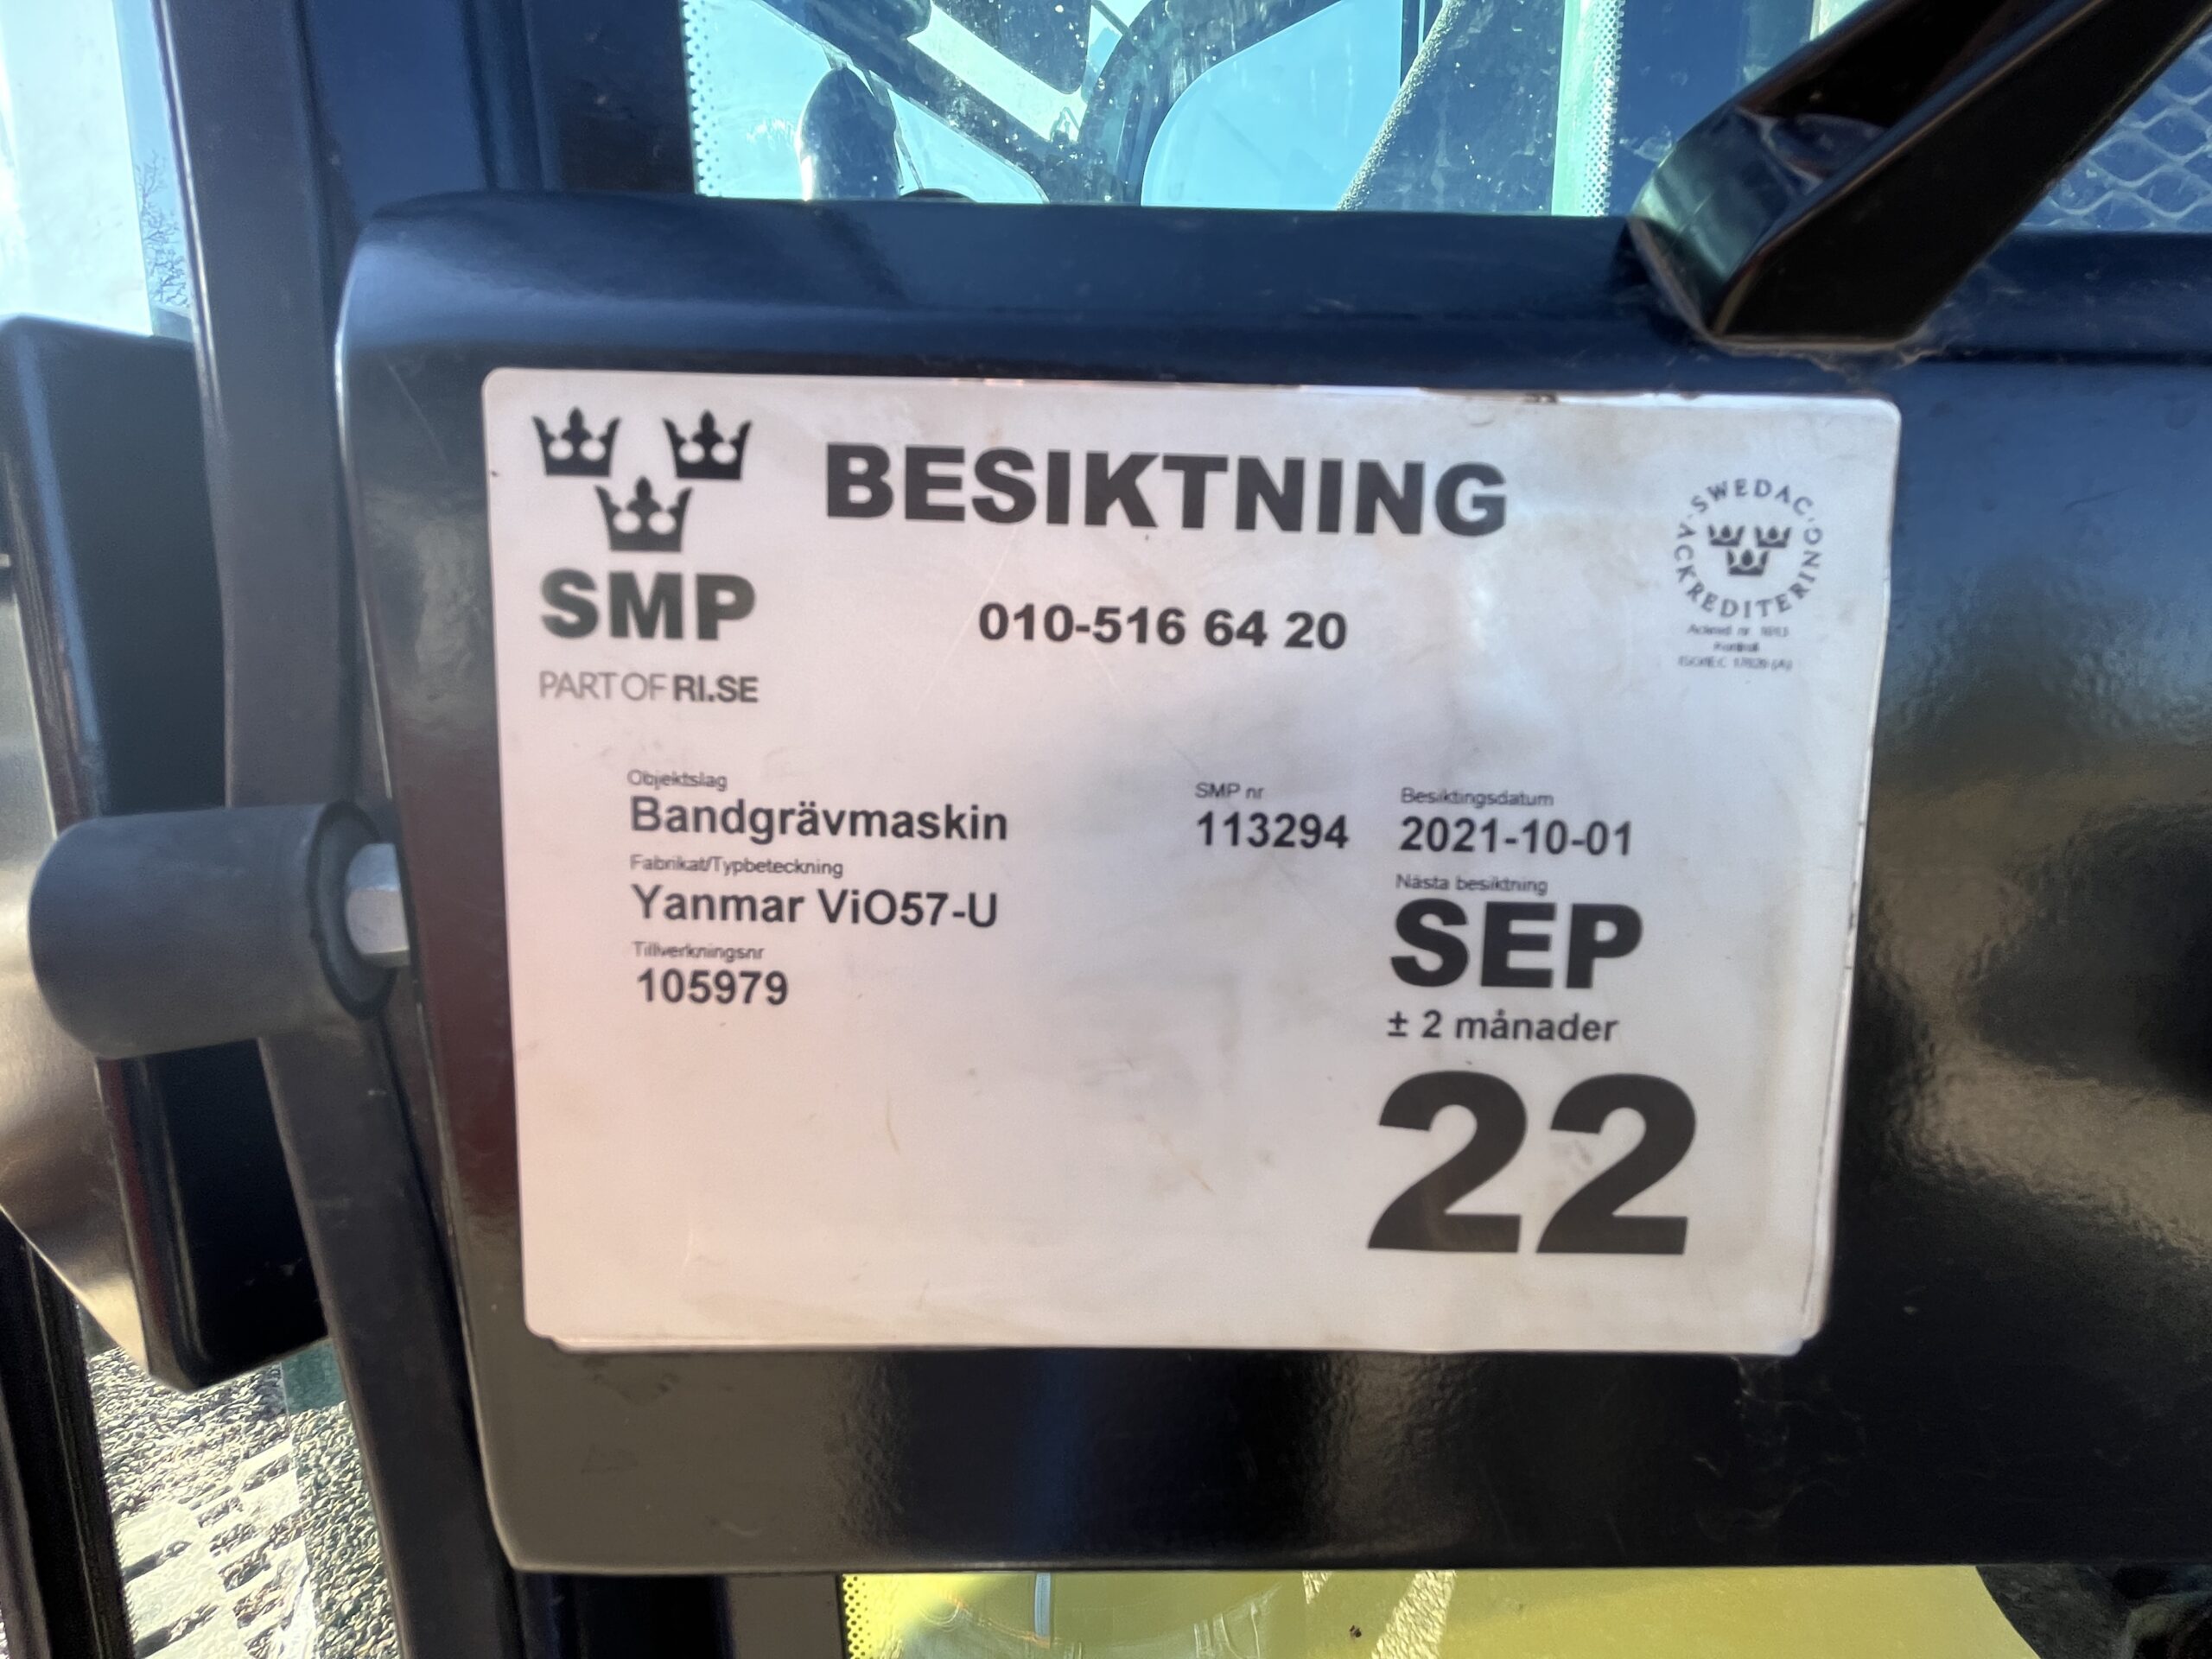 BESIKTNING
SMP
PART OF RI.SE
010-516 64 20
SWEDAC
ACKREDITERING
Objektslag
Bandgrävmaskin
Fabrikat/Typbeteckning
Yanmar ViO57-U
Tillverkningsnr
105979
SMP nr
113294
Besiktingsdatum
2021-10-01
Nästa besiktning
SEP
± 2 månader
22